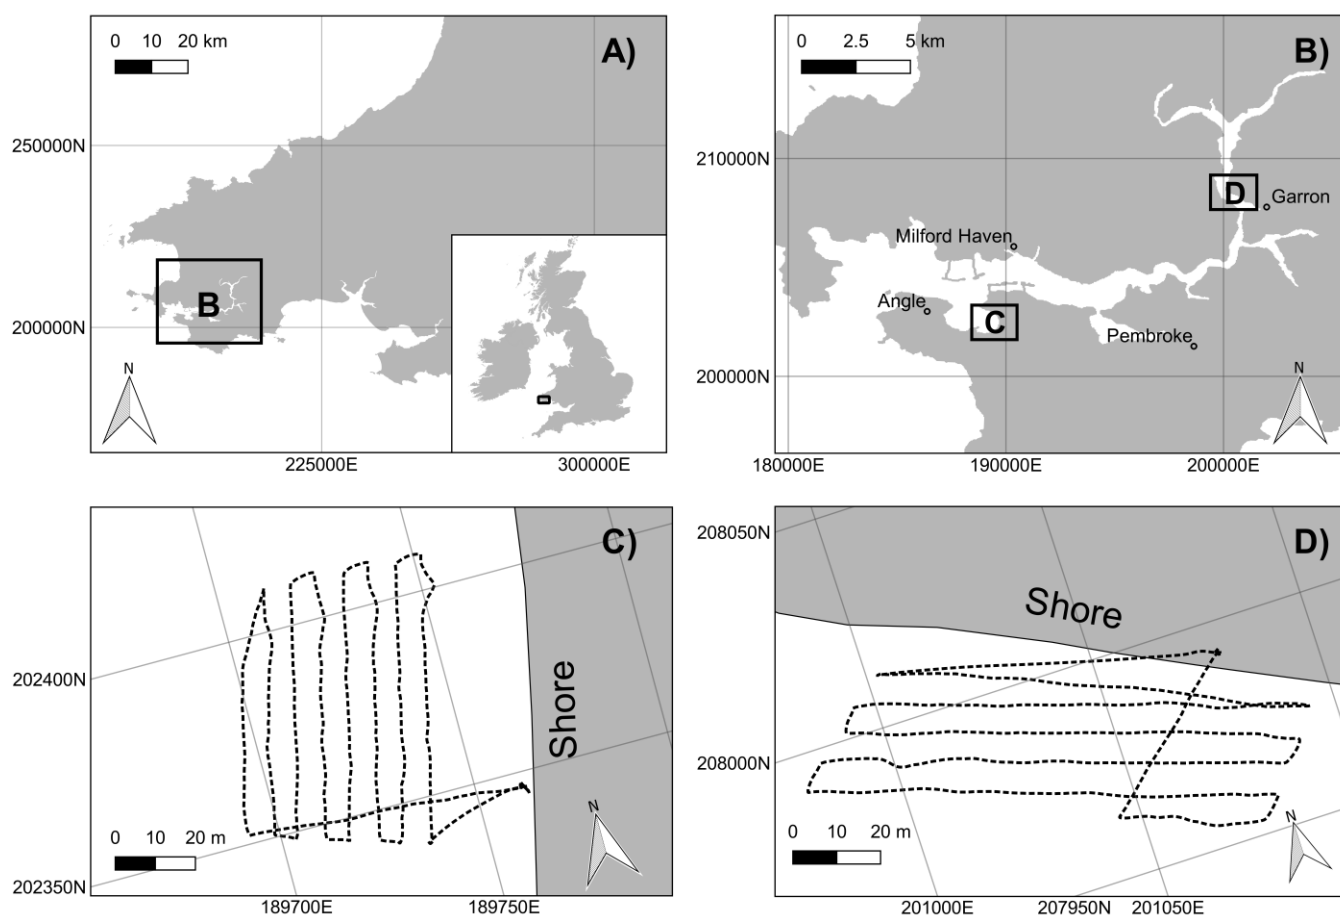 0 10 20 km
A)
250000N
B
200000N
N
225000E 300000E
0 2.5 5 km
B)
210000N
D
Garron
Milford Haven
Angle
C
Pembroke
200000N
N
180000E 190000E 200000E
C)
202400N
Shore
N
0 10 20 m
202350N
189700E 189750E
208050N
D)
Shore
208000N
N
0 10 20 m
201000E 207950N 201050E